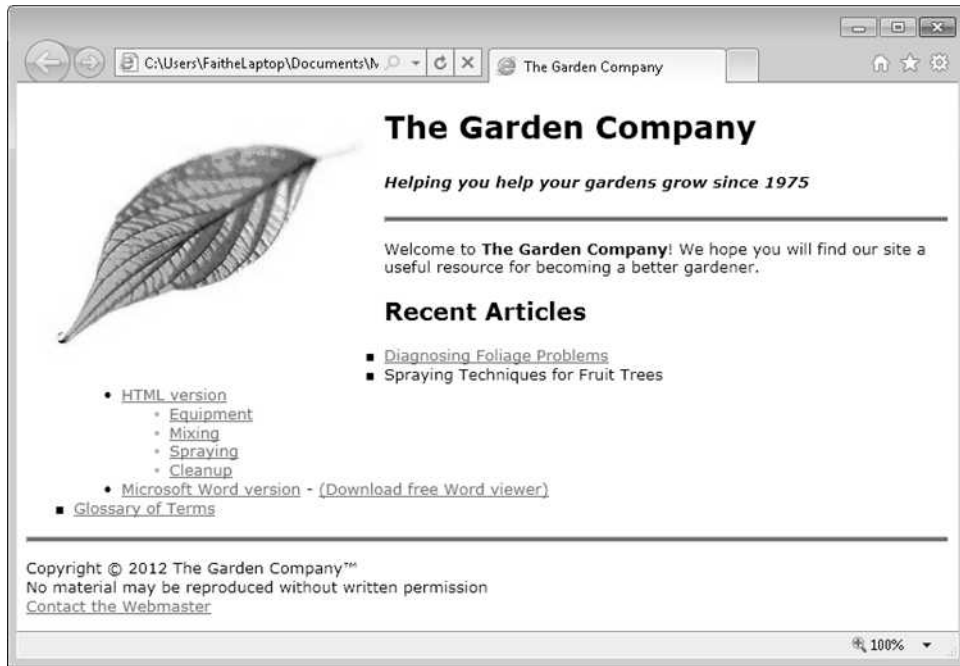 C:\Users\FaitheLaptop\Documents\
The Garden Company
The Garden Company
Helping you help your gardens grow since 1975
Welcome to The Garden Company! We hope you will find our site a
useful resource for becoming a better gardener.
Recent Articles
Diagnosing Foliage Problems
Spraying Techniques for Fruit Trees
HTML version
Equipment
Mixing
Spraying
Cleanup
Microsoft Word version - (Download free Word viewer)
Glossary of Terms
Copyright © 2012 The Garden Company™
No material may be reproduced without written permission
Contact the Webmaster
100%